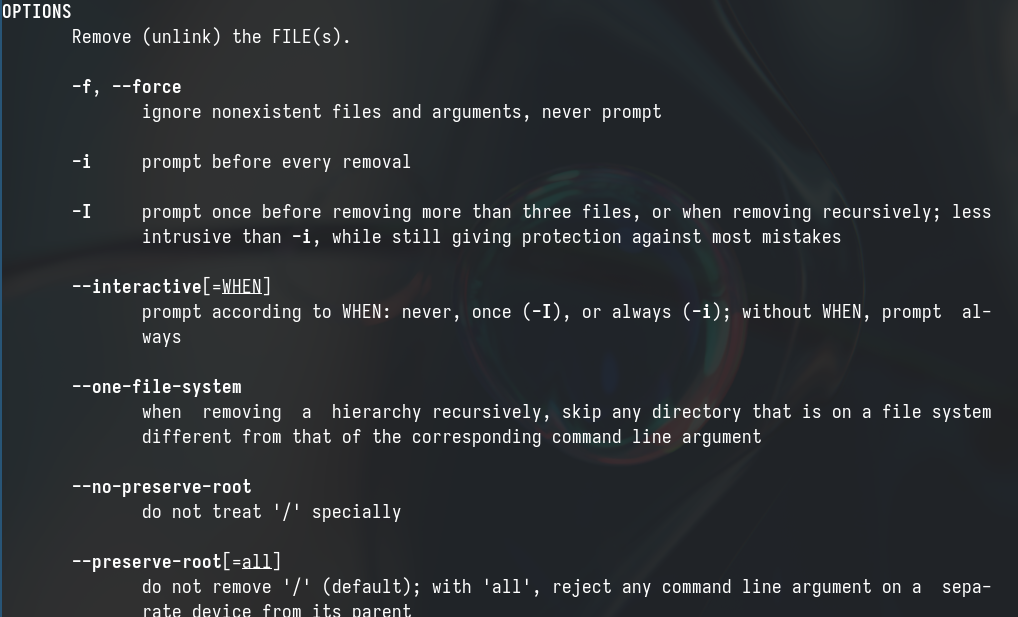 OPTIONS
Remove (unlink) the FILE(s).
-f, --force
ignore nonexistent files and arguments, never prompt
-i     prompt before every removal
-I     prompt once before removing more than three files, or when removing recursively; less
intrusive than -i, while still giving protection against most mistakes
--interactive[=WHEN]
prompt according to WHEN: never, once (-I), or always (-i); without WHEN, prompt  al-
ways
--one-file-system
when  removing  a  hierarchy recursively, skip any directory that is on a file system
different from that of the corresponding command line argument
--no-preserve-root
do not treat '/' specially
--preserve-root[=all]
do not remove '/' (default); with 'all', reject any command line argument on a  sepa-
rate device from its parent